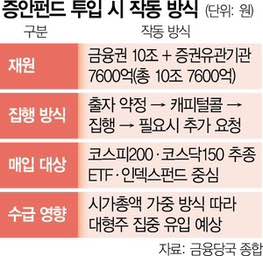 증안펀드 투입 시 작동 방식 (단위: 원)
구분 작동 방식
재원 금융권 10조 + 증권유관기관
7600억(총 10조 7600억)
집행 방식 출자 약정 → 캐피털콜 →
집행 → 필요시 추가 요청
매입 대상 코스피200·코스닥150 추종
ETF·인덱스펀드 중심
수급 영향 시가총액 가중 방식 따라
대형주 집중 유입 예상
자료: 금융당국 종합